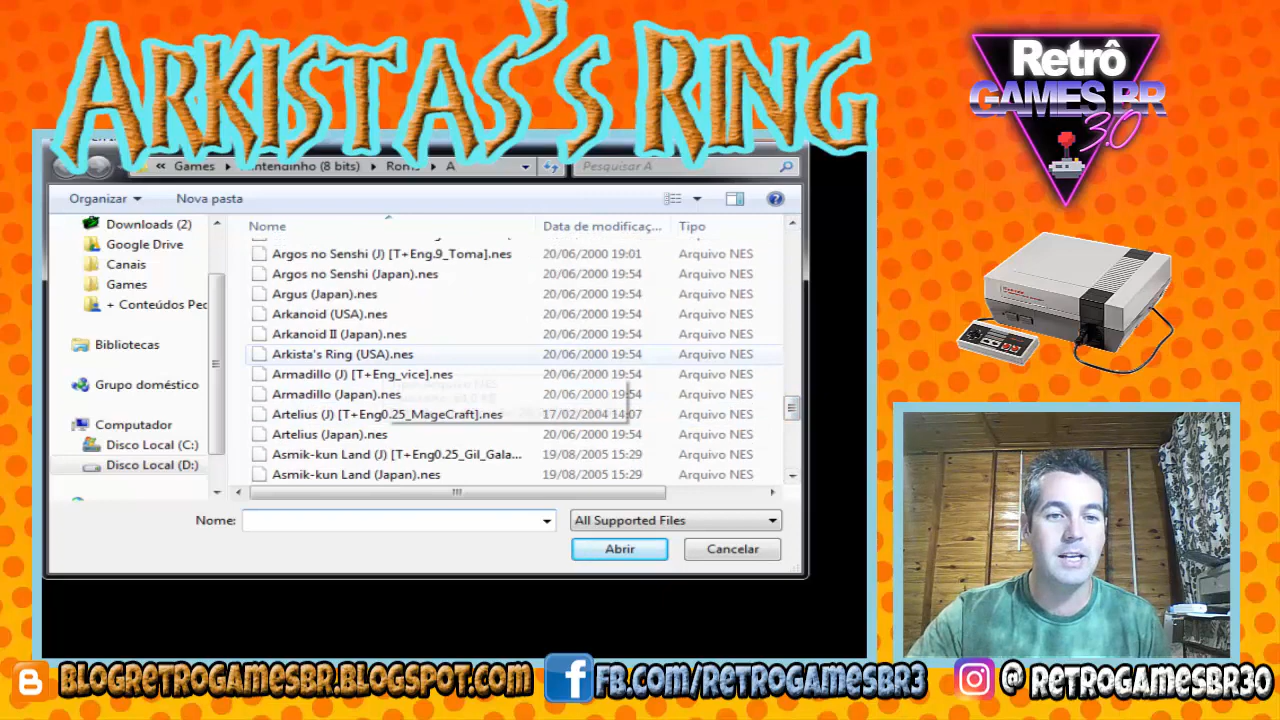 ARKISTAS'S RING
Retrô
GAMES BR
3.0
« Games ▸ ntendinho (8 bits) ▸ Roms ▸ A
Pesquisar A
Organizar
Nova pasta
Downloads (2)
Google Drive
Canais
Games
+ Conteúdos Pec
Bibliotecas
Grupo doméstico
Computador
Disco Local (C:)
Disco Local (D:)
Nome Data de modificaç... Tipo
Argos no Senshi (J) [T+Eng.9_Toma].nes 20/06/2000 19:01 Arquivo NES
Argos no Senshi (Japan).nes 20/06/2000 19:54 Arquivo NES
Argus (Japan).nes 20/06/2000 19:54 Arquivo NES
Arkanoid (USA).nes 20/06/2000 19:54 Arquivo NES
Arkanoid II (Japan).nes 20/06/2000 19:54 Arquivo NES
Arkista's Ring (USA).nes 20/06/2000 19:54 Arquivo NES
Armadillo (J) [T+Eng_vice].nes 20/06/2000 19:54 Arquivo NES
Armadillo (Japan).nes 20/06/2000 19:54 Arquivo NES
Artelius (J) [T+Eng0.25_MageCraft].nes 17/02/2004 14:07 Arquivo NES
Artelius (Japan).nes 20/06/2000 19:54 Arquivo NES
Asmik-kun Land (J) [T+Eng0.25_Gil_Gala... 19/08/2005 15:29 Arquivo NES
Asmik-kun Land (Japan).nes 19/08/2005 15:29 Arquivo NES
Nome:
All Supported Files
Abrir
Cancelar
BLOGRETROGAMESBR.BLOGSPOT.COM
FB.COM/RETROGAMESBR3
@RETROGAMESBR30